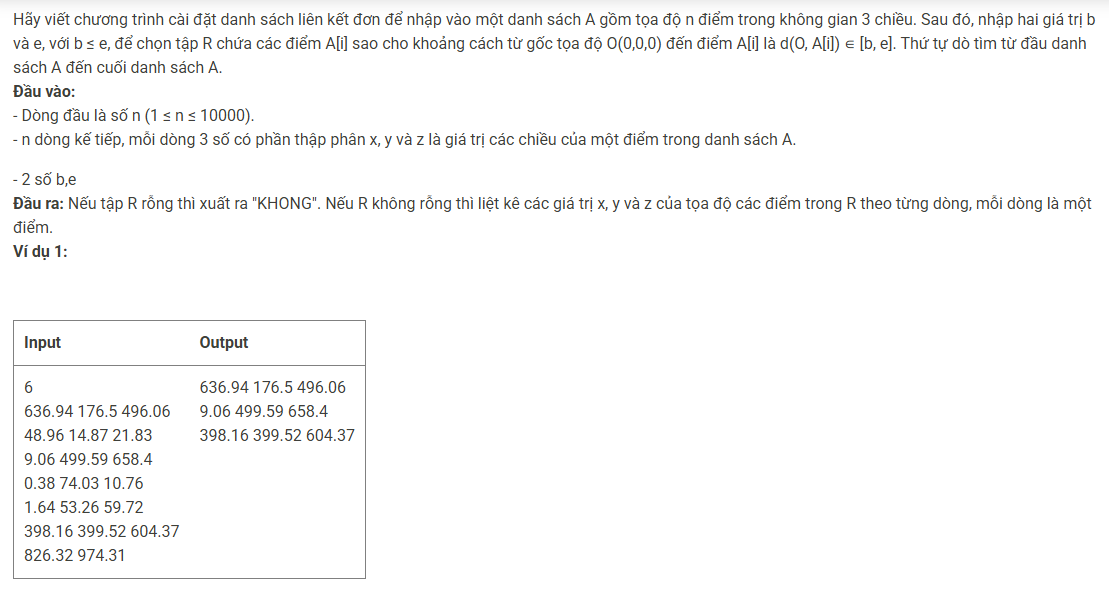 Hãy viết chương trình cài đặt danh sách liên kết đơn để nhập vào một danh sách A gồm tọa độ n điểm trong không gian 3 chiều. Sau đó, nhập hai giá trị b
và e, với b ≤ e, để chọn tập R chứa các điểm A[i] sao cho khoảng cách từ gốc tọa độ O(0,0,0) đến điểm A[i] là d(O, A[i]) ∈ [b, e]. Thứ tự dò tìm từ đầu danh
sách A đến cuối danh sách A.
Đầu vào:
- Dòng đầu là số n (1 ≤ n ≤ 10000).
- n dòng kế tiếp, mỗi dòng 3 số có phần thập phân x, y và z là giá trị các chiều của một điểm trong danh sách A.
- 2 số b,e
Đầu ra: Nếu tập R rỗng thì xuất ra "KHONG". Nếu R không rỗng thì liệt kê các giá trị x, y và z của tọa độ các điểm trong R theo từng dòng, mỗi dòng là một
điểm.
Ví dụ 1:
Input Output
6 636.94 176.5 496.06
636.94 176.5 496.06 9.06 499.59 658.4
48.96 14.87 21.83 398.16 399.52 604.37
9.06 499.59 658.4
0.38 74.03 10.76
1.64 53.26 59.72
398.16 399.52 604.37
826.32 974.31